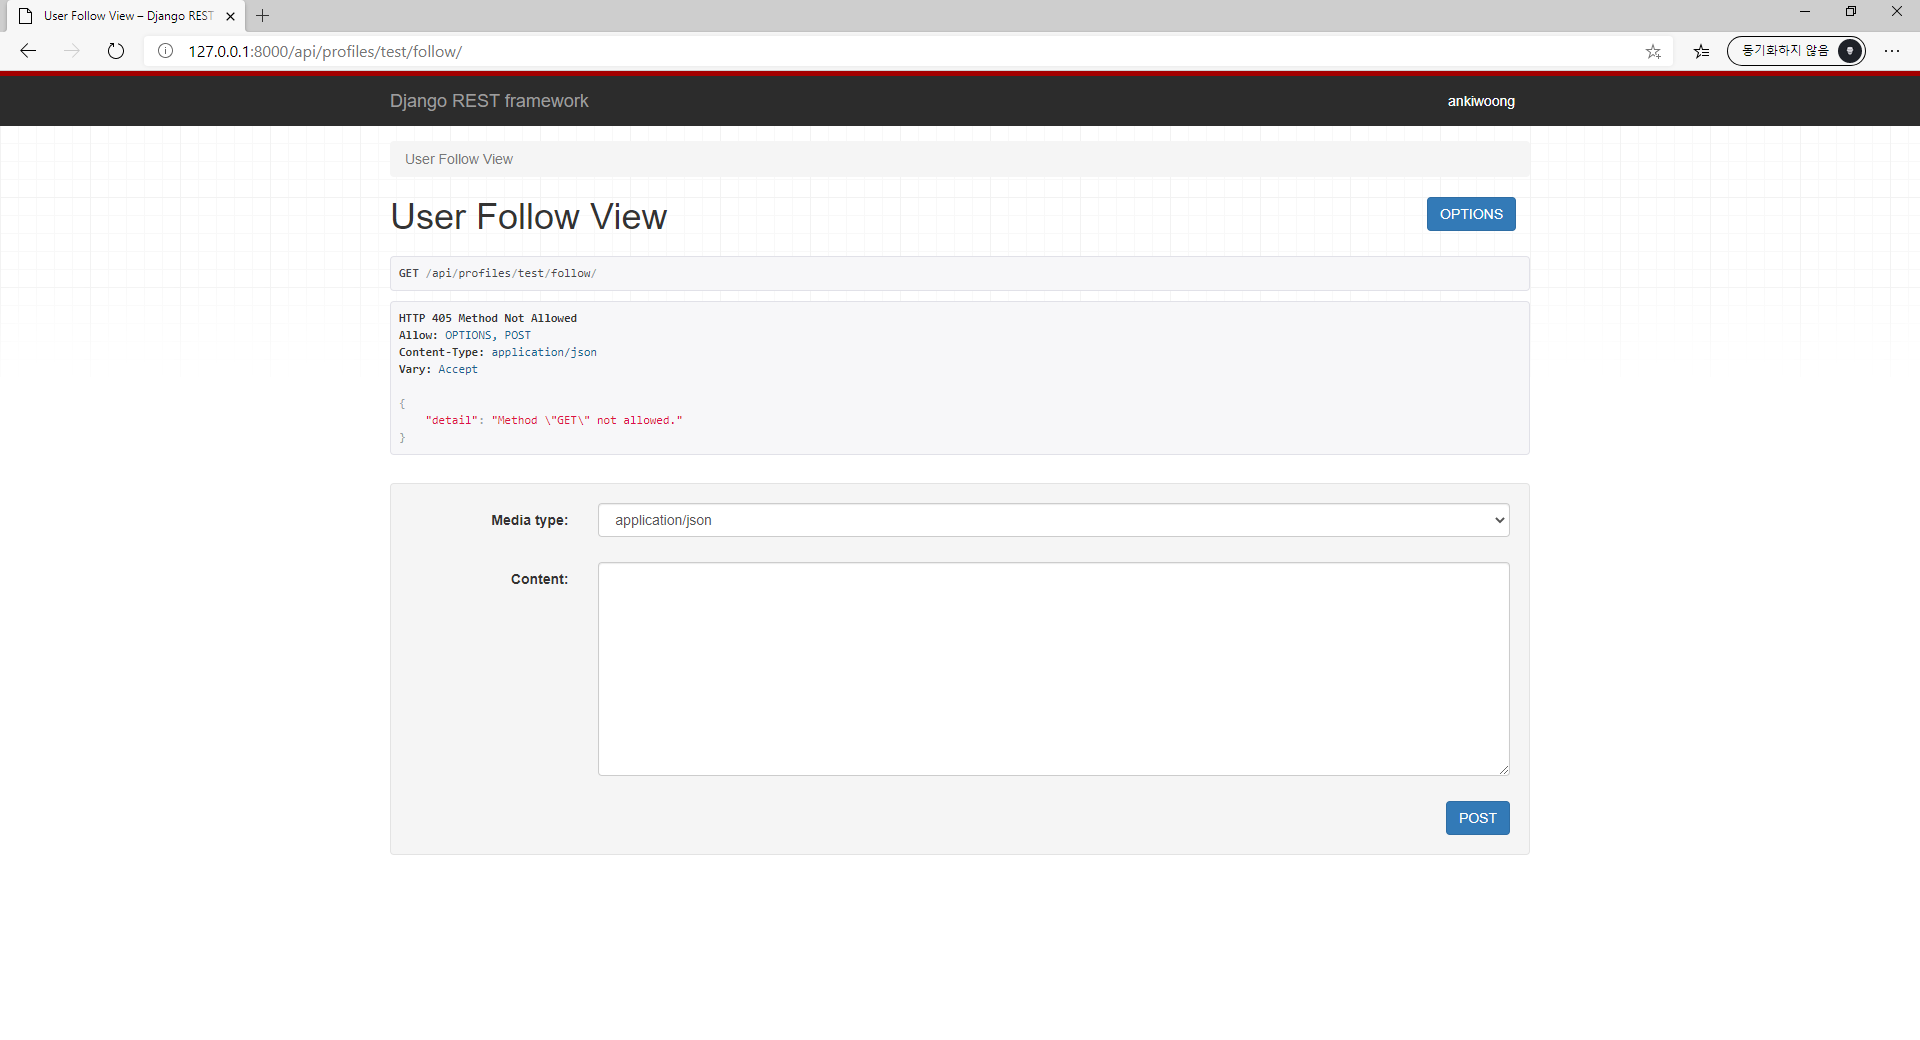 User Follow View – Django REST
127.0.0.1:8000/api/profiles/test/follow/
동기화하지 않음
Django REST framework
ankiwoong
User Follow View
User Follow View
OPTIONS
GET /api/profiles/test/follow/
HTTP 405 Method Not Allowed
Allow: OPTIONS, POST
Content-Type: application/json
Vary: Accept
{
    "detail": "Method \"GET\" not allowed."
}
Media type:
application/json
Content:
POST